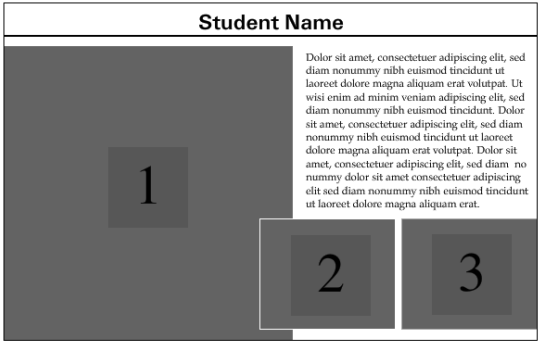 Student Name
Dolor sit amet, consectetuer adipiscing elit, sed
diam nonummy nibh euismod tincidunt ut
laoreet dolore magna aliquam erat volutpat. Ut
wisi enim ad minim veniam adipiscing elit, sed
diam nonummy nibh euismod tincidunt. Dolor
sit amet, consectetuer adipiscing elit, sed diam
nonummy nibh euismod tincidunt ut laoreet
dolore magna aliquam erat volutpat. Dolor sit
amet, consectetuer adipiscing elit, sed diam  no
nummy dolor sit amet consectetuer adipiscing
elit sed diam nonummy nibh euismod tincidunt
ut laoreet dolore magna aliquam erat.
1
2
3